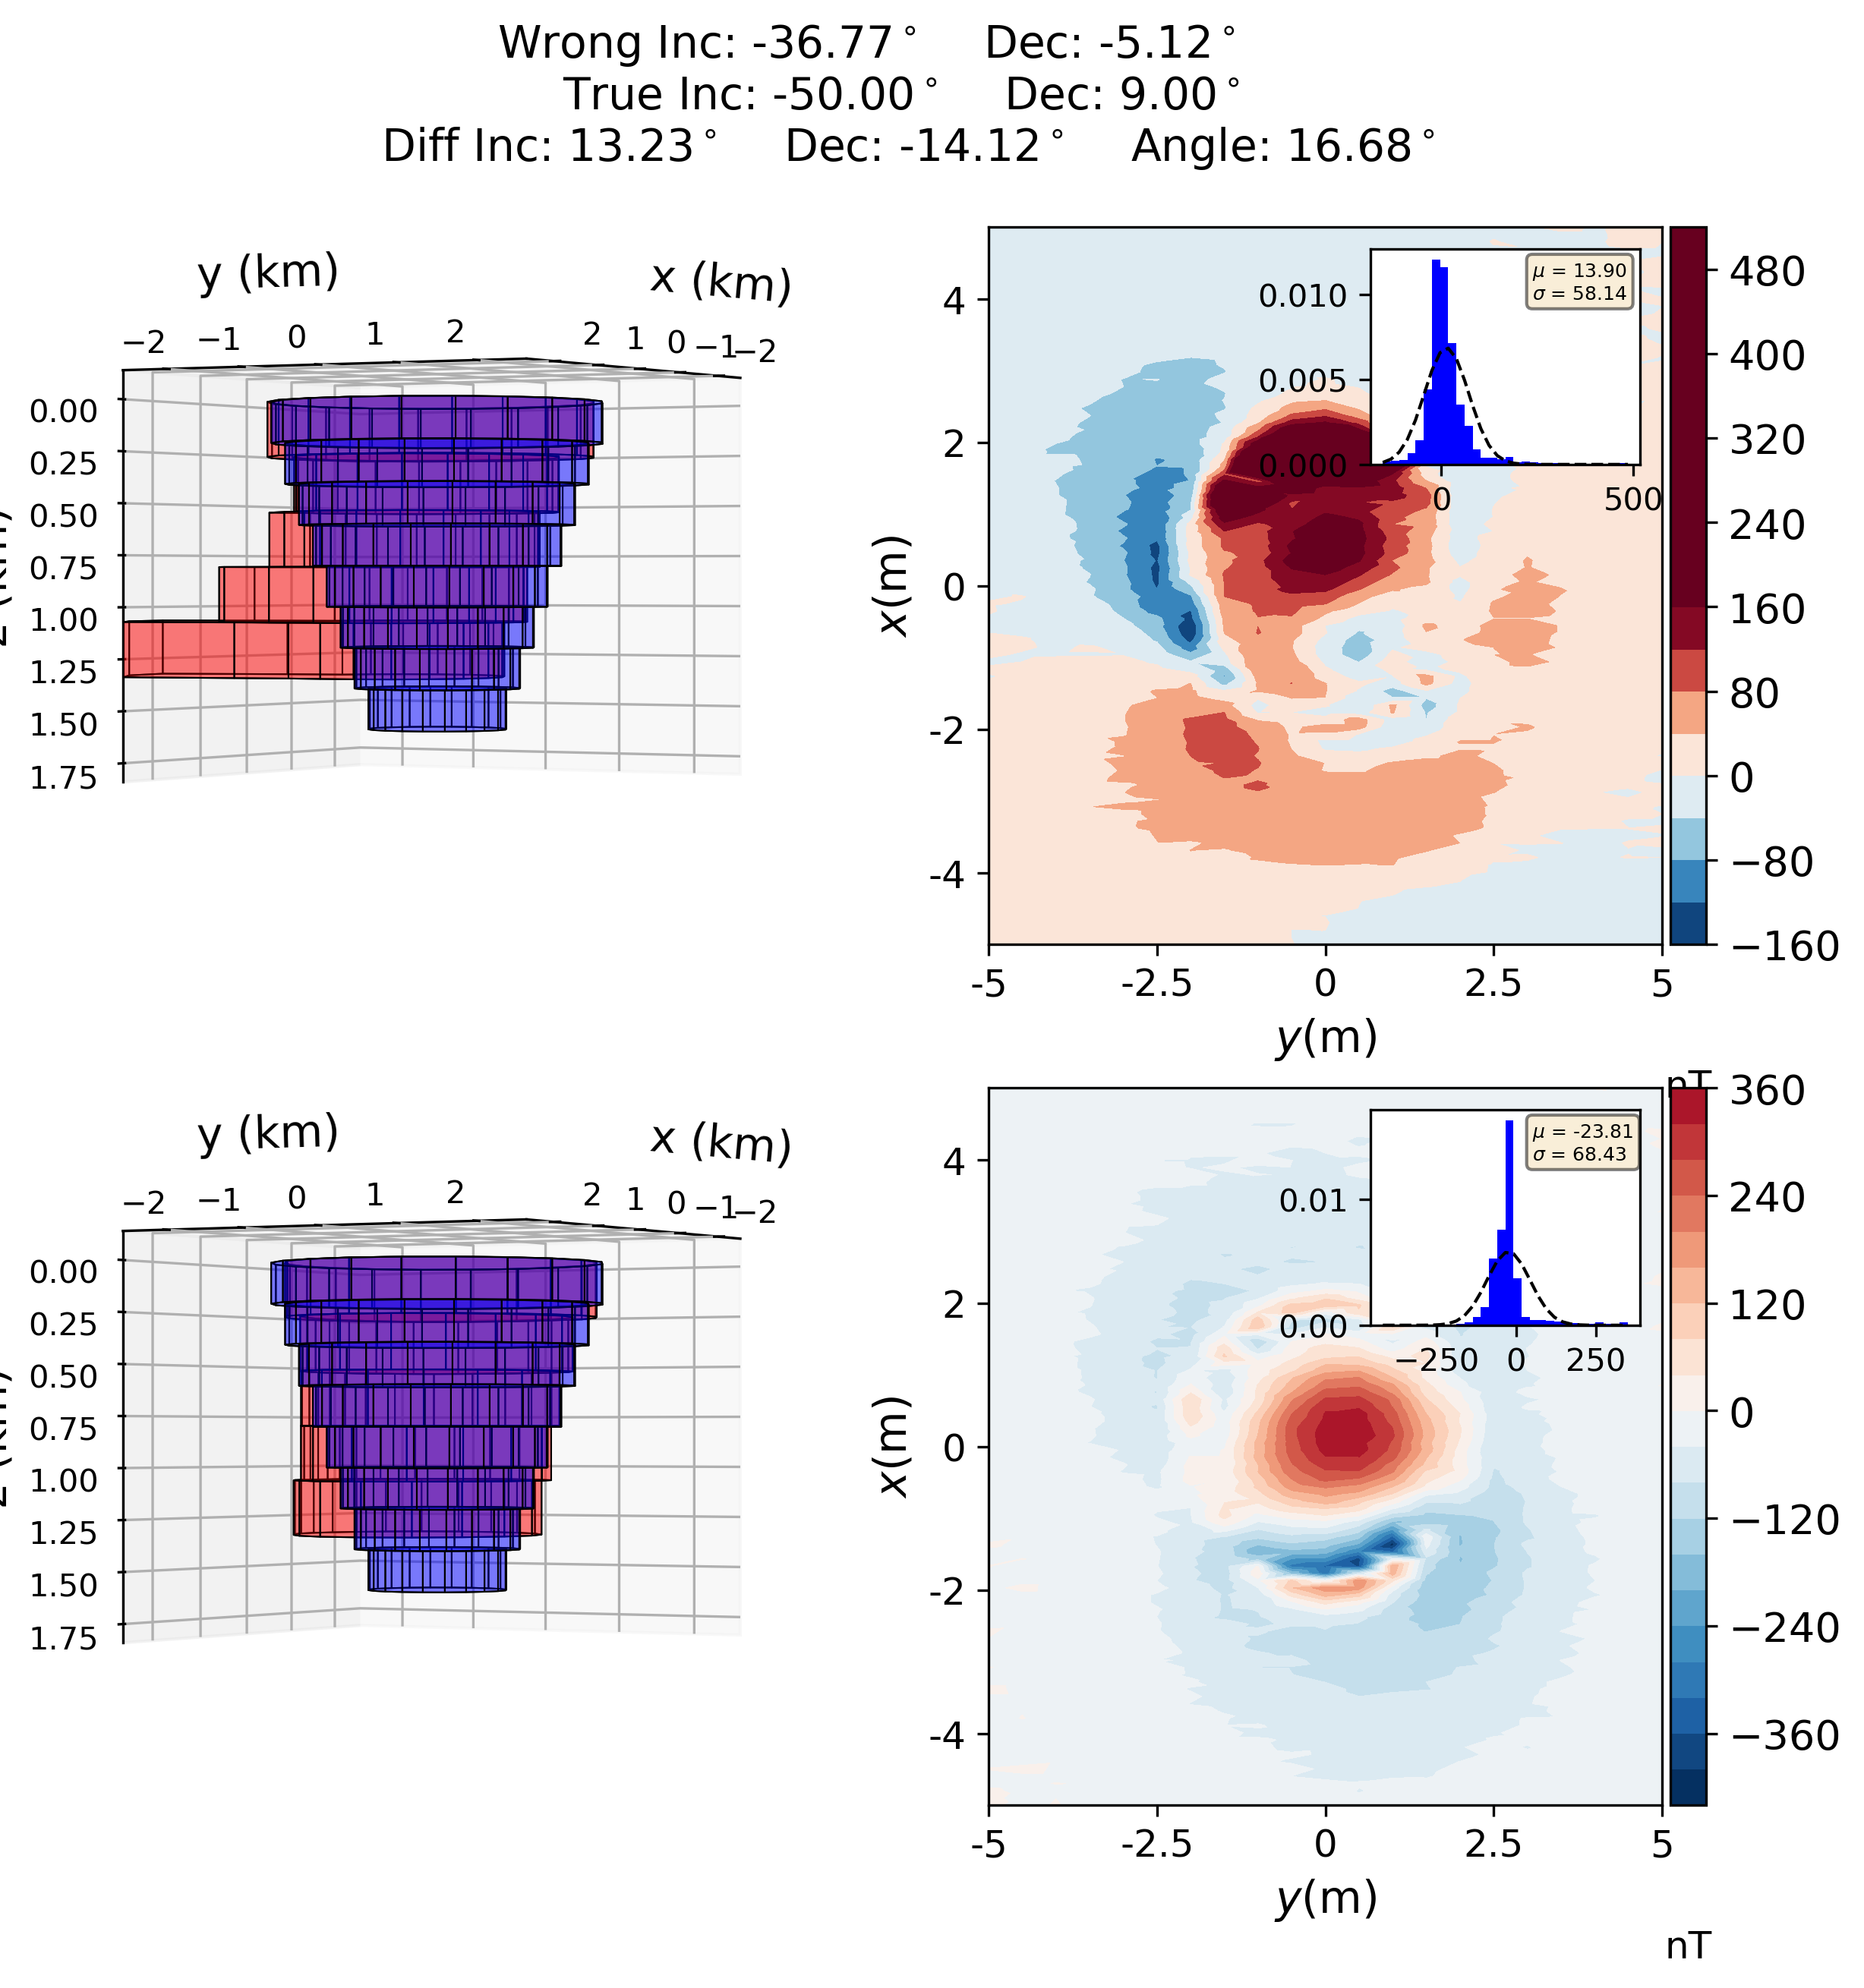 Wrong Inc: -36.77° Dec: -5.12°
True Inc: -50.00° Dec: 9.00°
Diff Inc: 13.23° Dec: -14.12° Angle: 16.68°
y (km)
x (km)
−2 −1 0 1 2
2 1 0 −1 −2
0.00
0.25
0.50
0.75
1.00
1.25
1.50
1.75
4
2
0
-2
-4
x(m)
-5 -2.5 0 2.5 5
y(m)
0.010
0.005
0.000
0 500
μ = 13.90
σ = 58.14
480
400
320
240
160
80
0
−80
−160
nT
y (km)
x (km)
−2 −1 0 1 2
2 1 0 −1 −2
0.00
0.25
0.50
0.75
1.00
1.25
1.50
1.75
4
2
0
-2
-4
x(m)
-5 -2.5 0 2.5 5
y(m)
0.01
0.00
−250 0 250
μ = -23.81
σ = 68.43
360
240
120
0
−120
−240
−360
nT